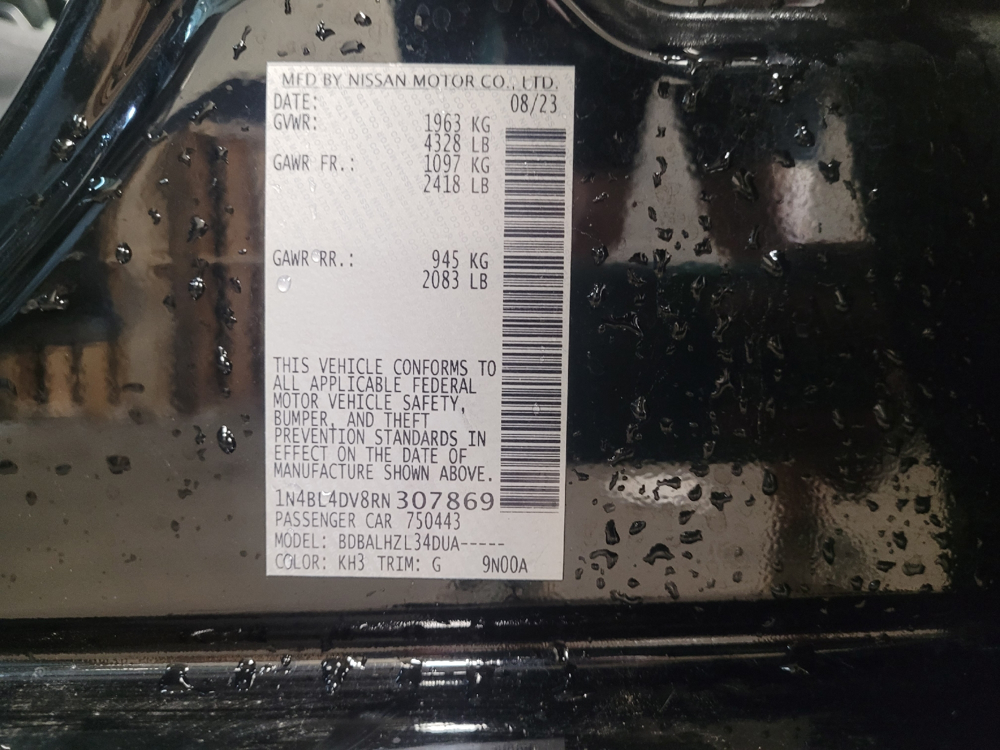 MFD BY NISSAN MOTOR CO., LTD.
DATE: 08/23
GVWR: 1963 KG
4328 LB
GAWR FR.: 1097 KG
2418 LB
GAWR RR.: 945 KG
2083 LB
THIS VEHICLE CONFORMS TO
ALL APPLICABLE FEDERAL
MOTOR VEHICLE SAFETY,
BUMPER, AND THEFT
PREVENTION STANDARDS IN
EFFECT ON THE DATE OF
MANUFACTURE SHOWN ABOVE.
1N4BL4DV8RN307869
PASSENGER CAR 750443
MODEL: BDBALHZL34DUA-----
COLOR: KH3 TRIM: G 9N00A